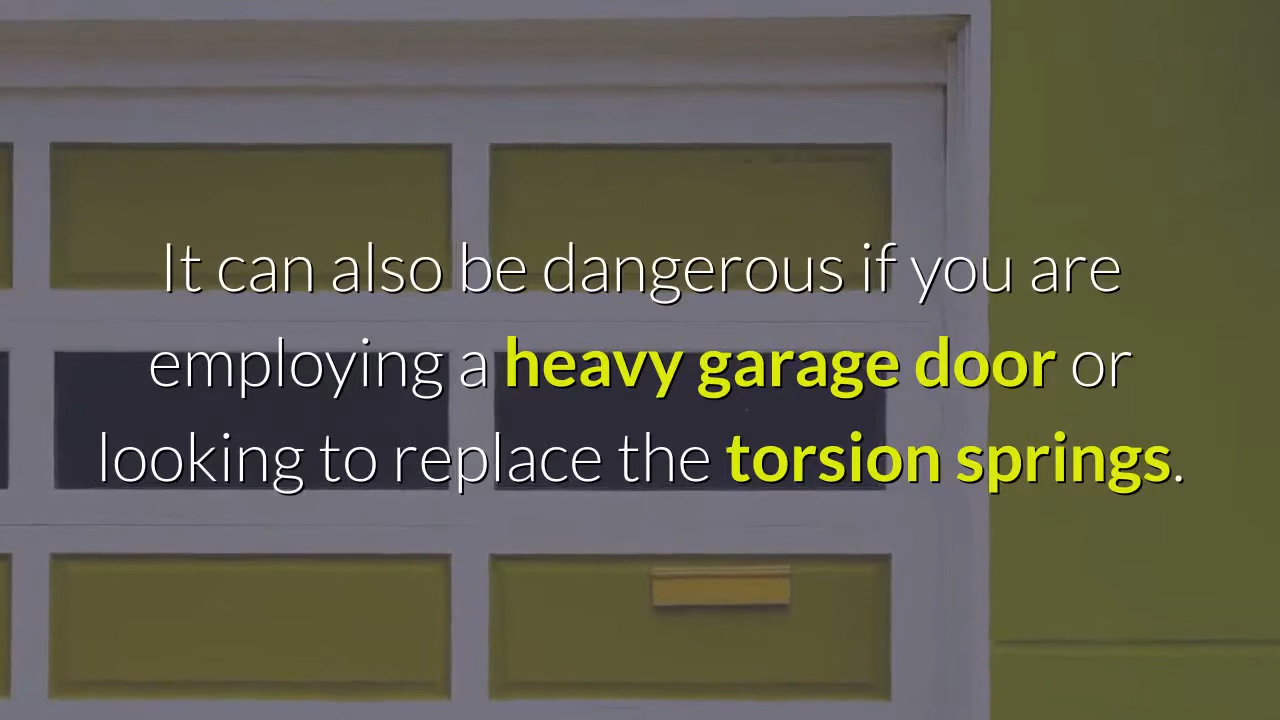 It can also be dangerous if you are
employing a heavy garage door or
looking to replace the torsion springs.